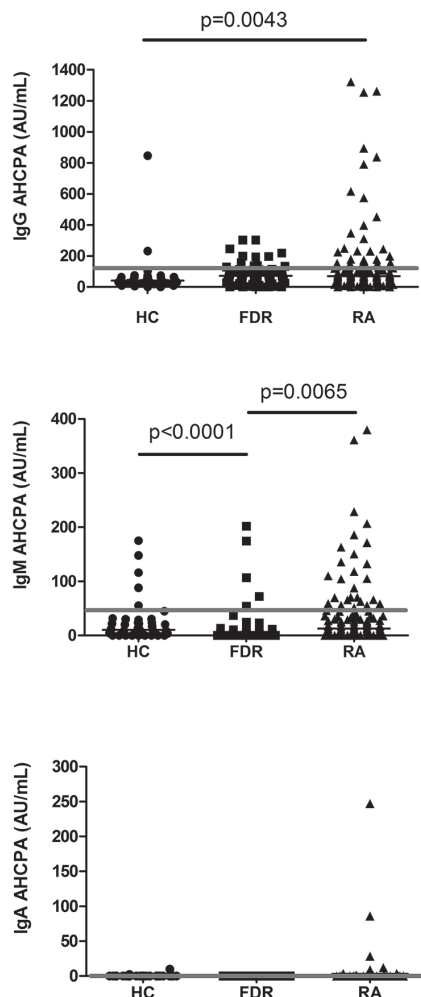 p=0.0043
IgG AHCPA (AU/mL)
1400
1200
1000
800
600
400
200
0
HC FDR RA
p=0.0065
p<0.0001
IgM AHCPA (AU/mL)
400
300
200
100
0
HC FDR RA
IgA AHCPA (AU/mL)
300
250
200
150
100
50
0
HC FDR RA